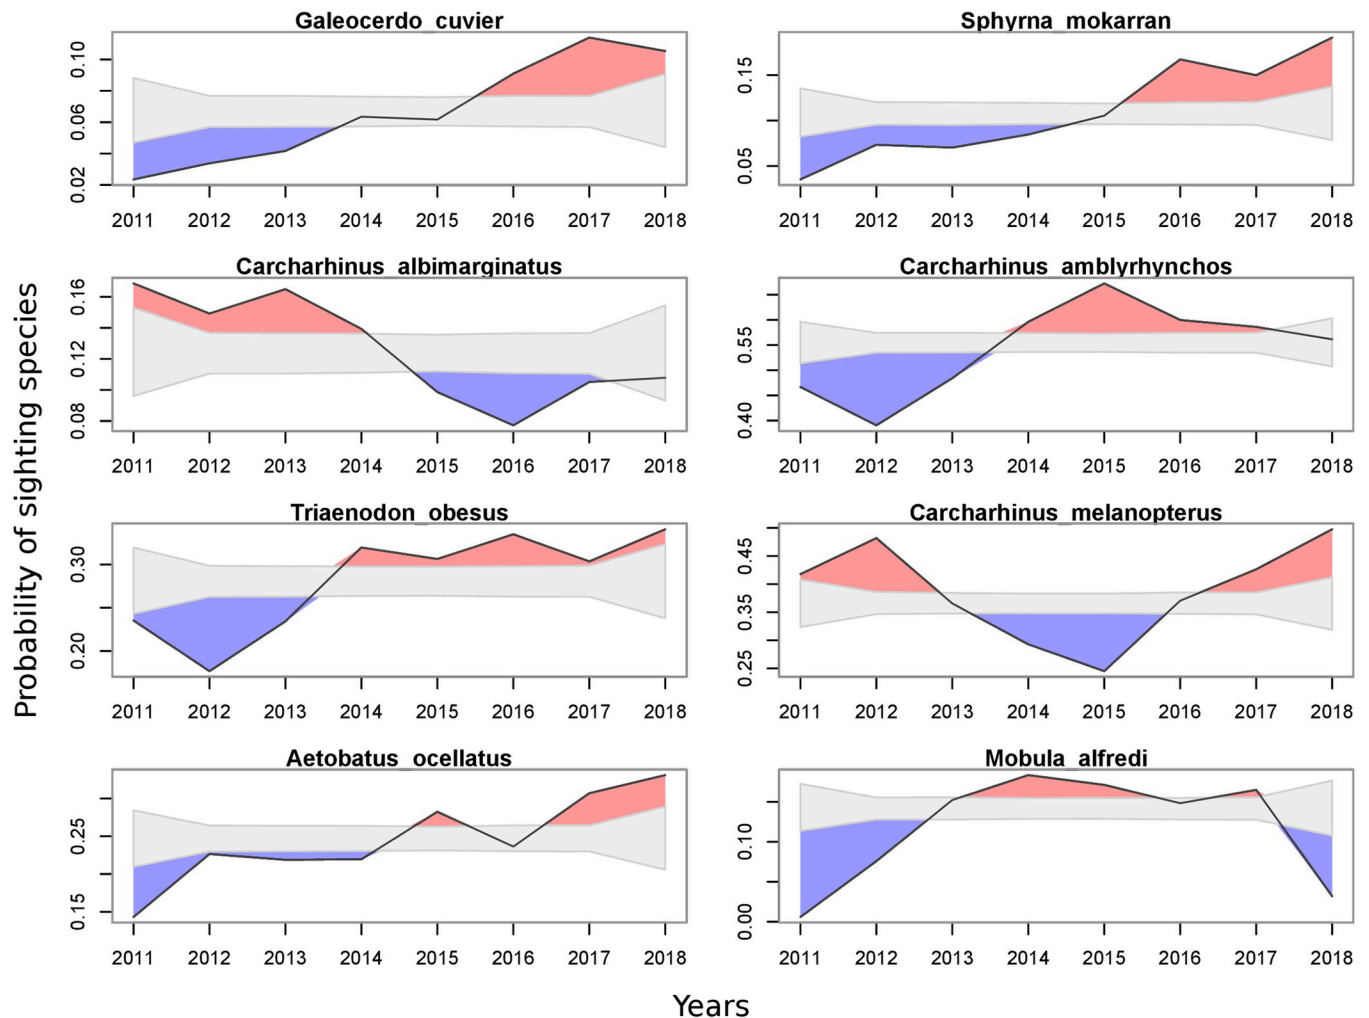 Galeocerdo_cuvier
0.10
0.06
0.02
2011 2012 2013 2014 2015 2016 2017 2018
Sphyrna_mokarran
0.15
0.05
2011 2012 2013 2014 2015 2016 2017 2018
Carcharhinus_albimarginatus
0.16
0.12
0.08
2011 2012 2013 2014 2015 2016 2017 2018
Carcharhinus_amblyrhynchos
0.55
0.40
2011 2012 2013 2014 2015 2016 2017 2018
Probability of sighting species
Triaenodon_obesus
0.30
0.20
2011 2012 2013 2014 2015 2016 2017 2018
Carcharhinus_melanopterus
0.45
0.35
0.25
2011 2012 2013 2014 2015 2016 2017 2018
Aetobatus_ocellatus
0.25
0.15
2011 2012 2013 2014 2015 2016 2017 2018
Mobula_alfredi
0.10
0.00
2011 2012 2013 2014 2015 2016 2017 2018
Years